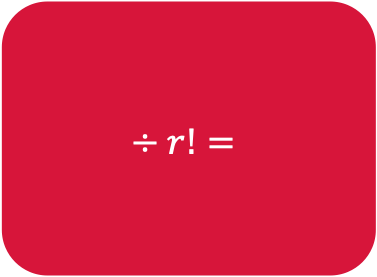 ÷ r! =